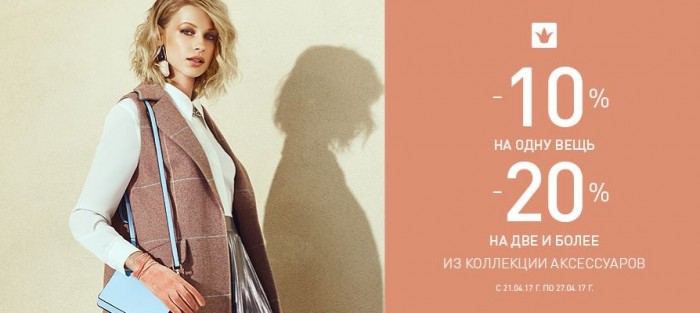 -10%
НА ОДНУ ВЕЩЬ
-20%
НА ДВЕ И БОЛЕЕ
ИЗ КОЛЛЕКЦИИ АКСЕССУАРОВ
С 21.04.17 Г. ПО 27.04.17 Г.